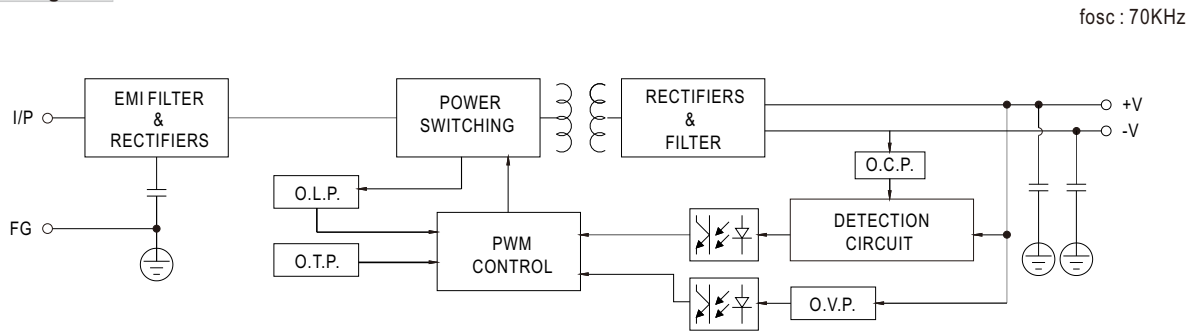 fosc : 70KHz
I/P
EMI FILTER
&
RECTIFIERS
POWER
SWITCHING
RECTIFIERS
&
FILTER
+V
-V
O.C.P.
O.L.P.
FG
PWM
CONTROL
DETECTION
CIRCUIT
O.T.P.
O.V.P.